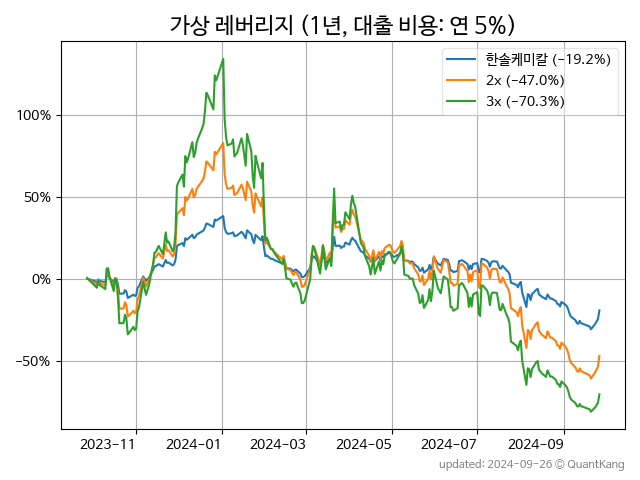 가상 레버리지 (1년, 대출 비용: 연 5%)
한솔케미칼 (-19.2%)
2x (-47.0%)
3x (-70.3%)
100%
50%
0%
-50%
2023-11
2024-01
2024-03
2024-05
2024-07
2024-09
updated: 2024-09-26 © QuantKang